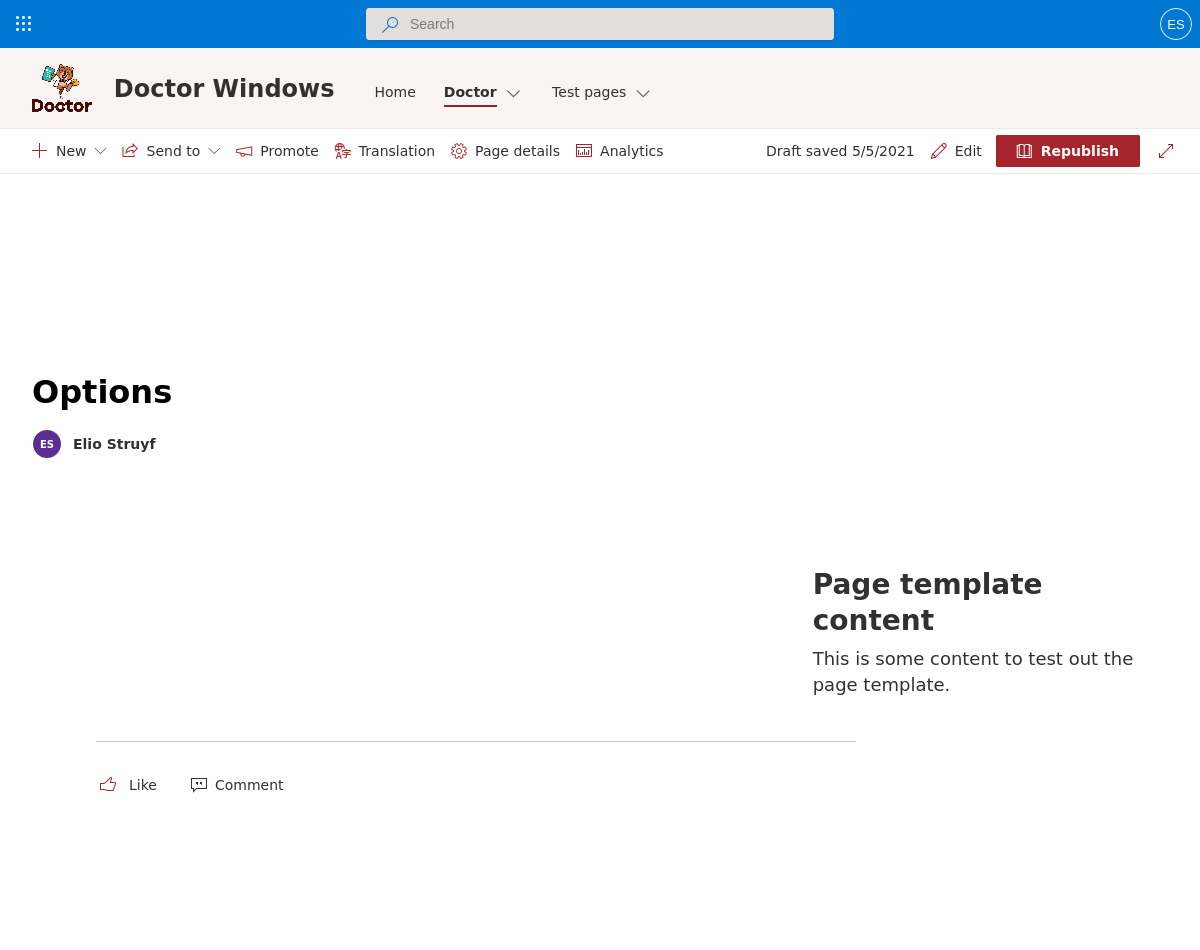 Search
ES
Doctor
Doctor Windows
Home
Doctor
Test pages
New
Send to
Promote
Translation
Page details
Analytics
Draft saved 5/5/2021
Edit
Republish
Options
ES
Elio Struyf
Page template
content
This is some content to test out the
page template.
Like
Comment